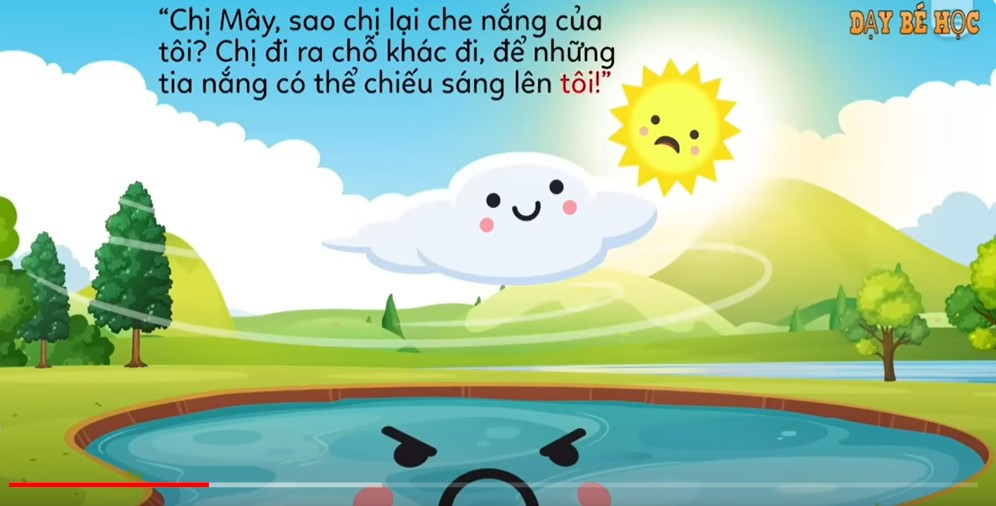 “Chị Mây, sao chị lại che nắng của
tôi? Chị đi ra chỗ khác đi, để những
tia nắng có thể chiếu sáng lên tôi!”
DẠY BÉ HỌC